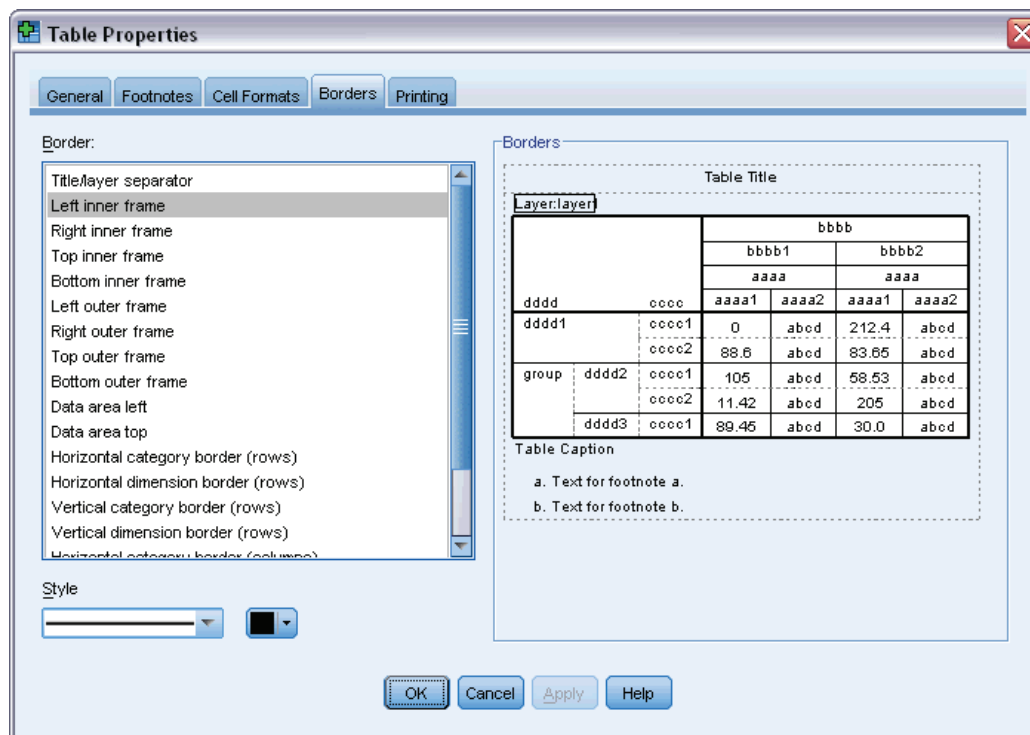 Table Properties
General Footnotes Cell Formats Borders Printing
Border:
Title/layer separator
Left inner frame
Right inner frame
Top inner frame
Bottom inner frame
Left outer frame
Right outer frame
Top outer frame
Bottom outer frame
Data area left
Data area top
Horizontal category border (rows)
Horizontal dimension border (rows)
Vertical category border (rows)
Vertical dimension border (rows)
Horizontal category border (columns)
Style
Borders
Table Title
Layer:layer1
bbbb
bbbb1 bbbb2
aaaa aaaa
dddd cccc aaaa1 aaaa2 aaaa1 aaaa2
dddd1 cccc1 0 abcd 212.4 abcd
cccc2 88.6 abcd 83.65 abcd
group dddd2 cccc1 105 abcd 58.53 abcd
cccc2 11.42 abcd 205 abcd
dddd3 cccc1 89.45 abcd 30.0 abcd
Table Caption
a. Text for footnote a.
b. Text for footnote b.
OK Cancel Apply Help